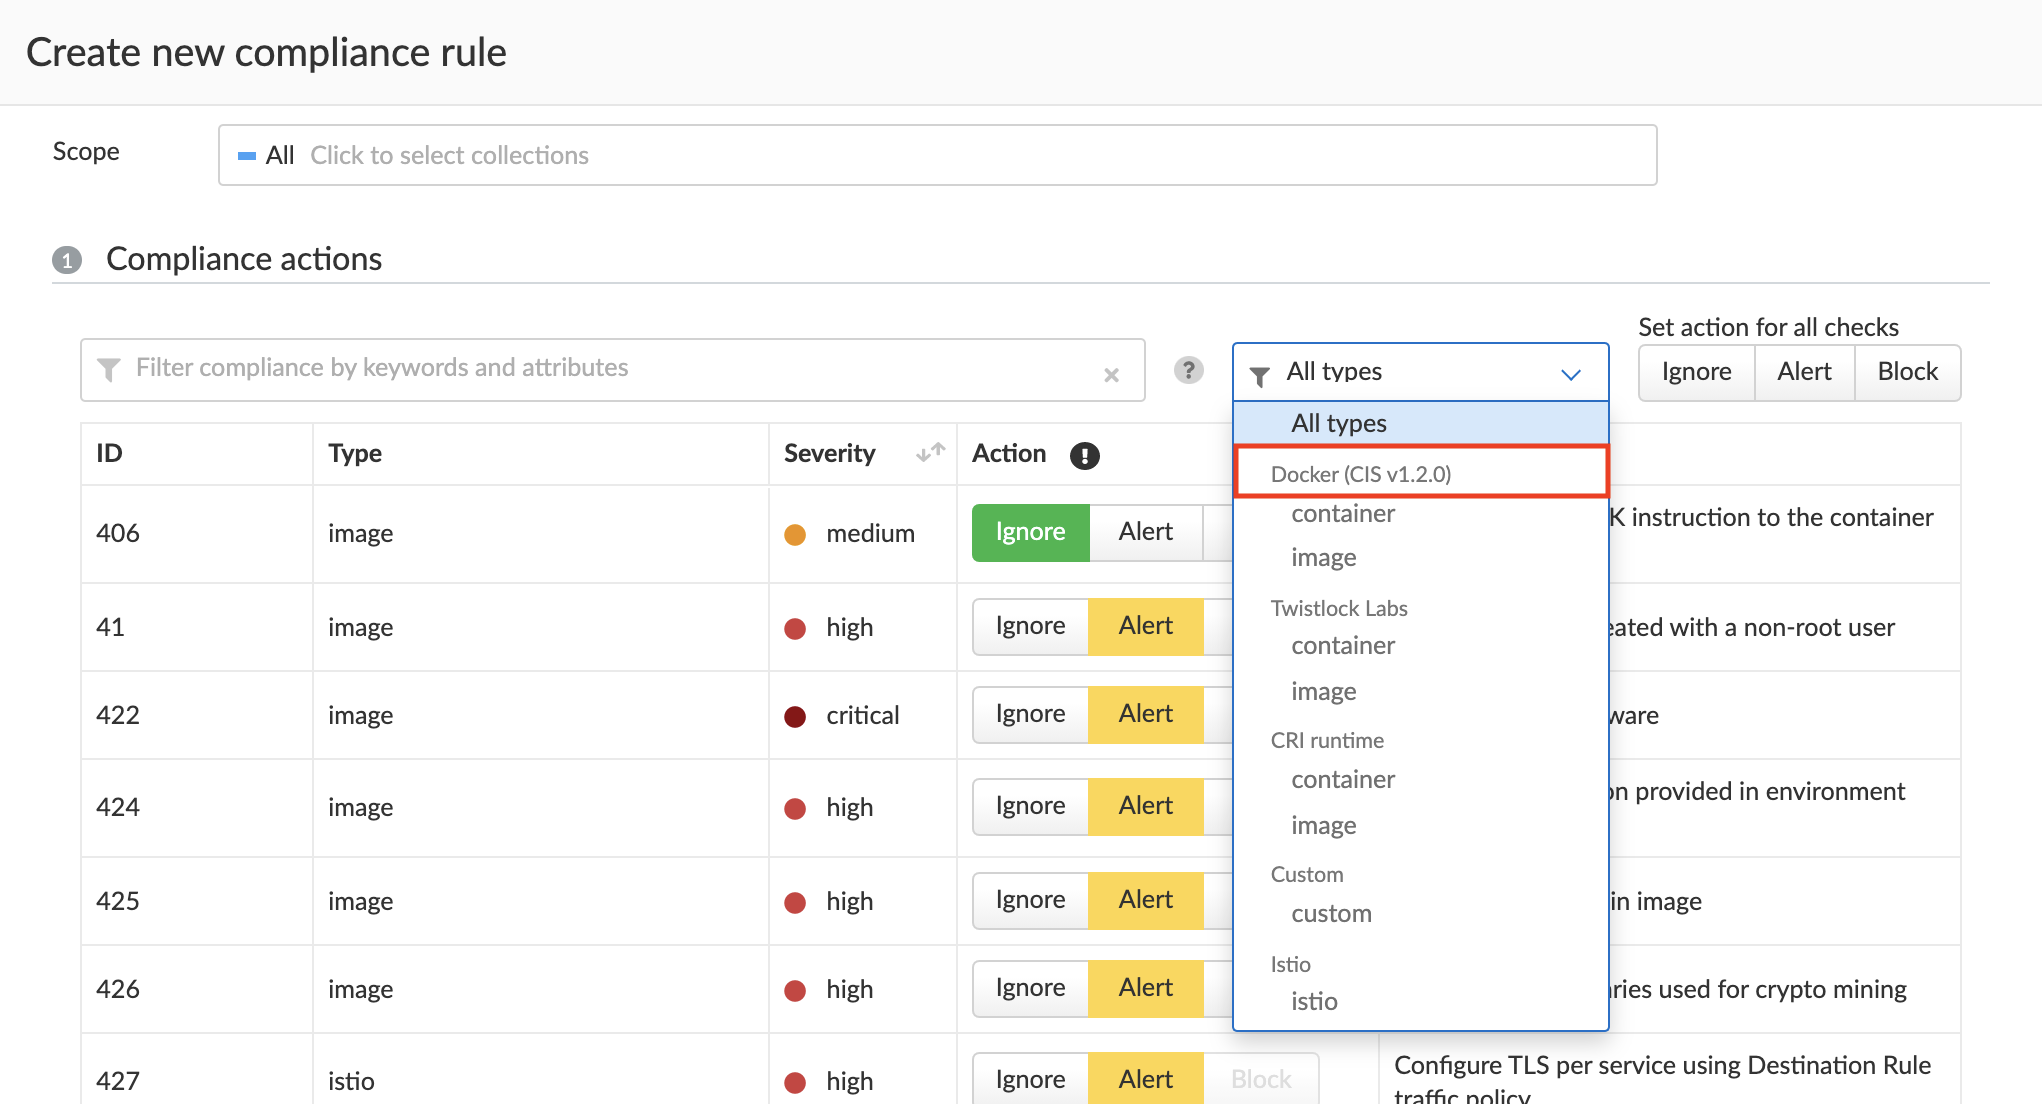 Create new compliance rule
Scope
All Click to select collections
1 Compliance actions
Set action for all checks
Filter compliance by keywords and attributes × ?
All types
Ignore Alert Block
All types
Docker (CIS v1.2.0)
container
image
Twistlock Labs
container
image
CRI runtime
container
image
Custom
custom
Istio
istio
ID Type Severity Action !
406 image medium Ignore Alert K instruction to the container
41 image high Ignore Alert eated with a non-root user
422 image critical Ignore Alert ware
424 image high Ignore Alert on provided in environment
425 image high Ignore Alert in image
426 image high Ignore Alert ries used for crypto mining
427 istio high Ignore Alert Block Configure TLS per service using Destination Rule
traffic policy